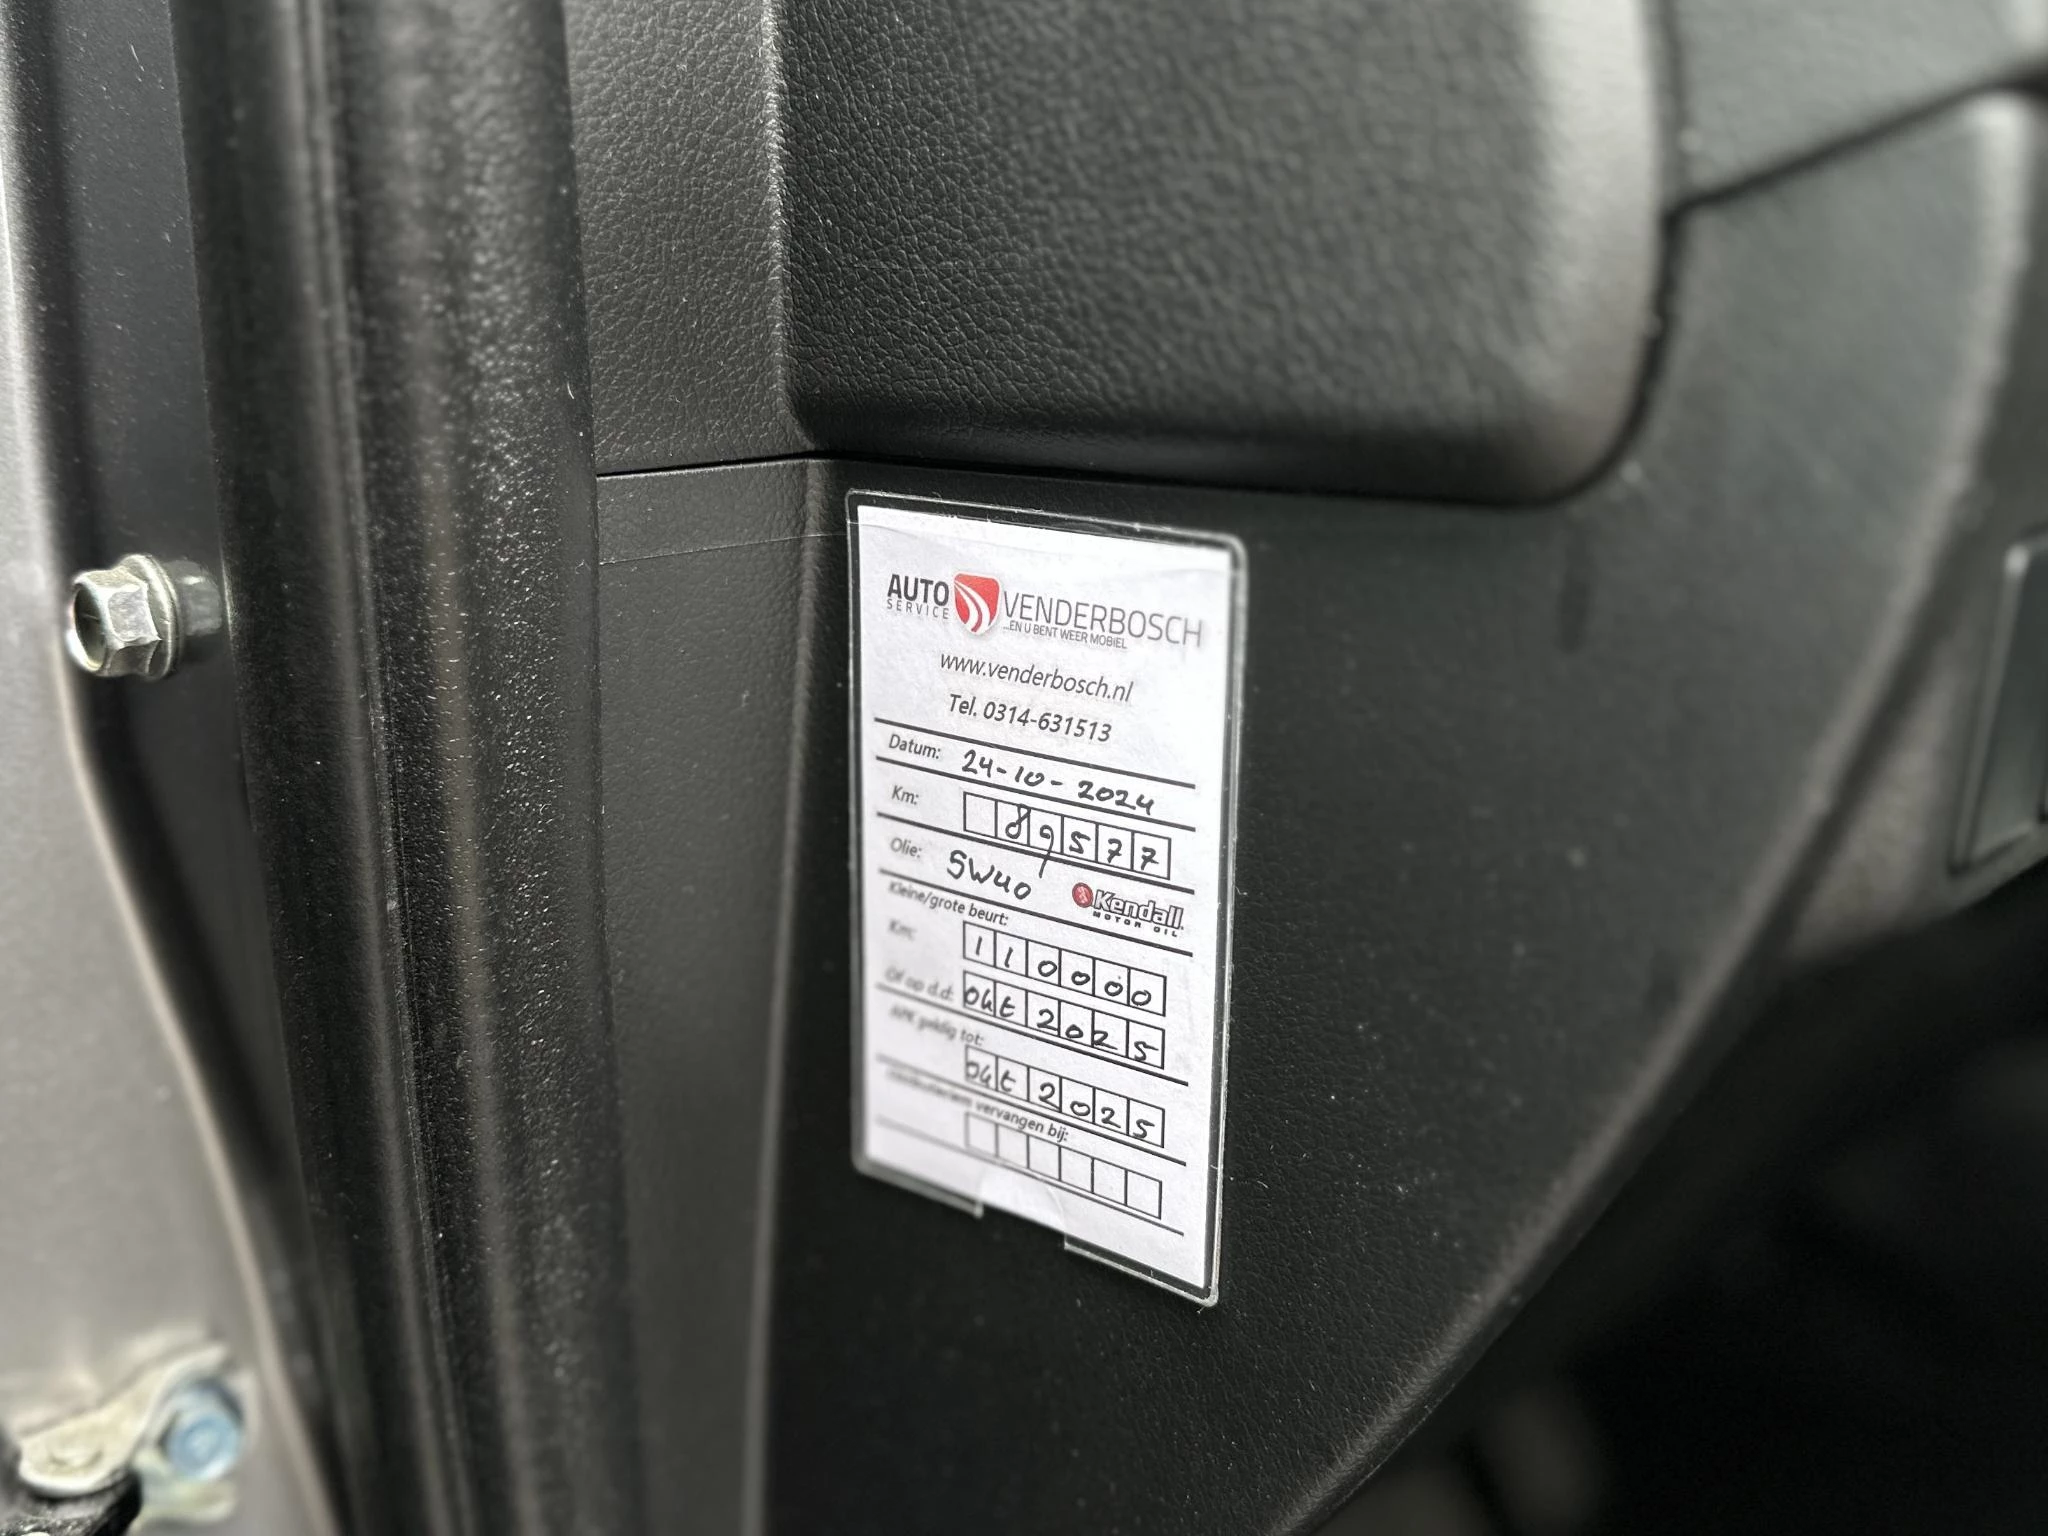 AUTO SERVICE VENDERBOSCH
...EN U BENT WEER MOBIEL
www.venderbosch.nl
Tel. 0314-631513
Datum: 24-10-2024
Km: 89577
Olie: 5W40 Kendall MOTOR OIL
Kleine/grote beurt:
Km: 110000
Of op d.d: Okt 2025
APK geldig tot:
Okt 2025
vervangen bij: